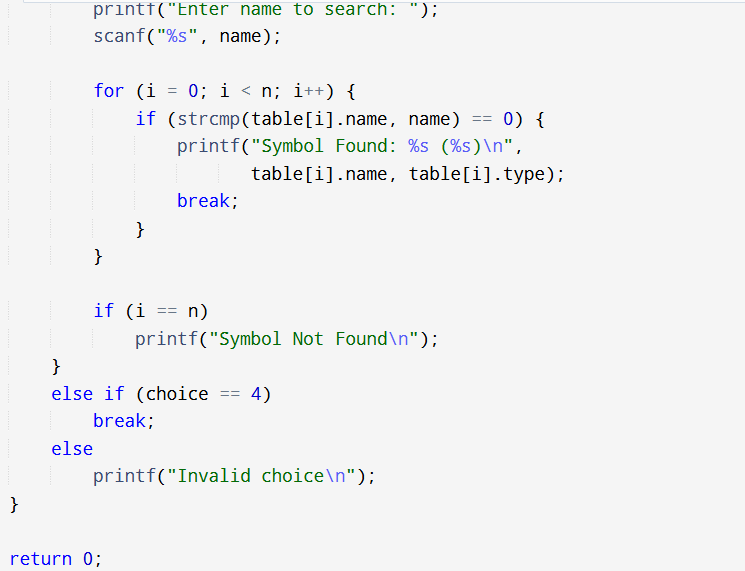 printf("Enter name to search: ");
scanf("%s", name);
for (i = 0; i < n; i++) {
if (strcmp(table[i].name, name) == 0) {
printf("Symbol Found: %s (%s)\n",
table[i].name, table[i].type);
break;
}
}
if (i == n)
printf("Symbol Not Found\n");
}
else if (choice == 4)
break;
else
printf("Invalid choice\n");
}
return 0;